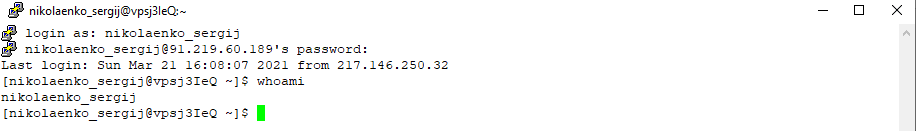 nikolaenko_sergij@vpsj3IeQ:~
login as: nikolaenko_sergij
nikolaenko_sergij@91.219.60.189's password:
Last login: Sun Mar 21 16:08:07 2021 from 217.146.250.32
[nikolaenko_sergij@vpsj3IeQ ~]$ whoami
nikolaenko_sergij
[nikolaenko_sergij@vpsj3IeQ ~]$